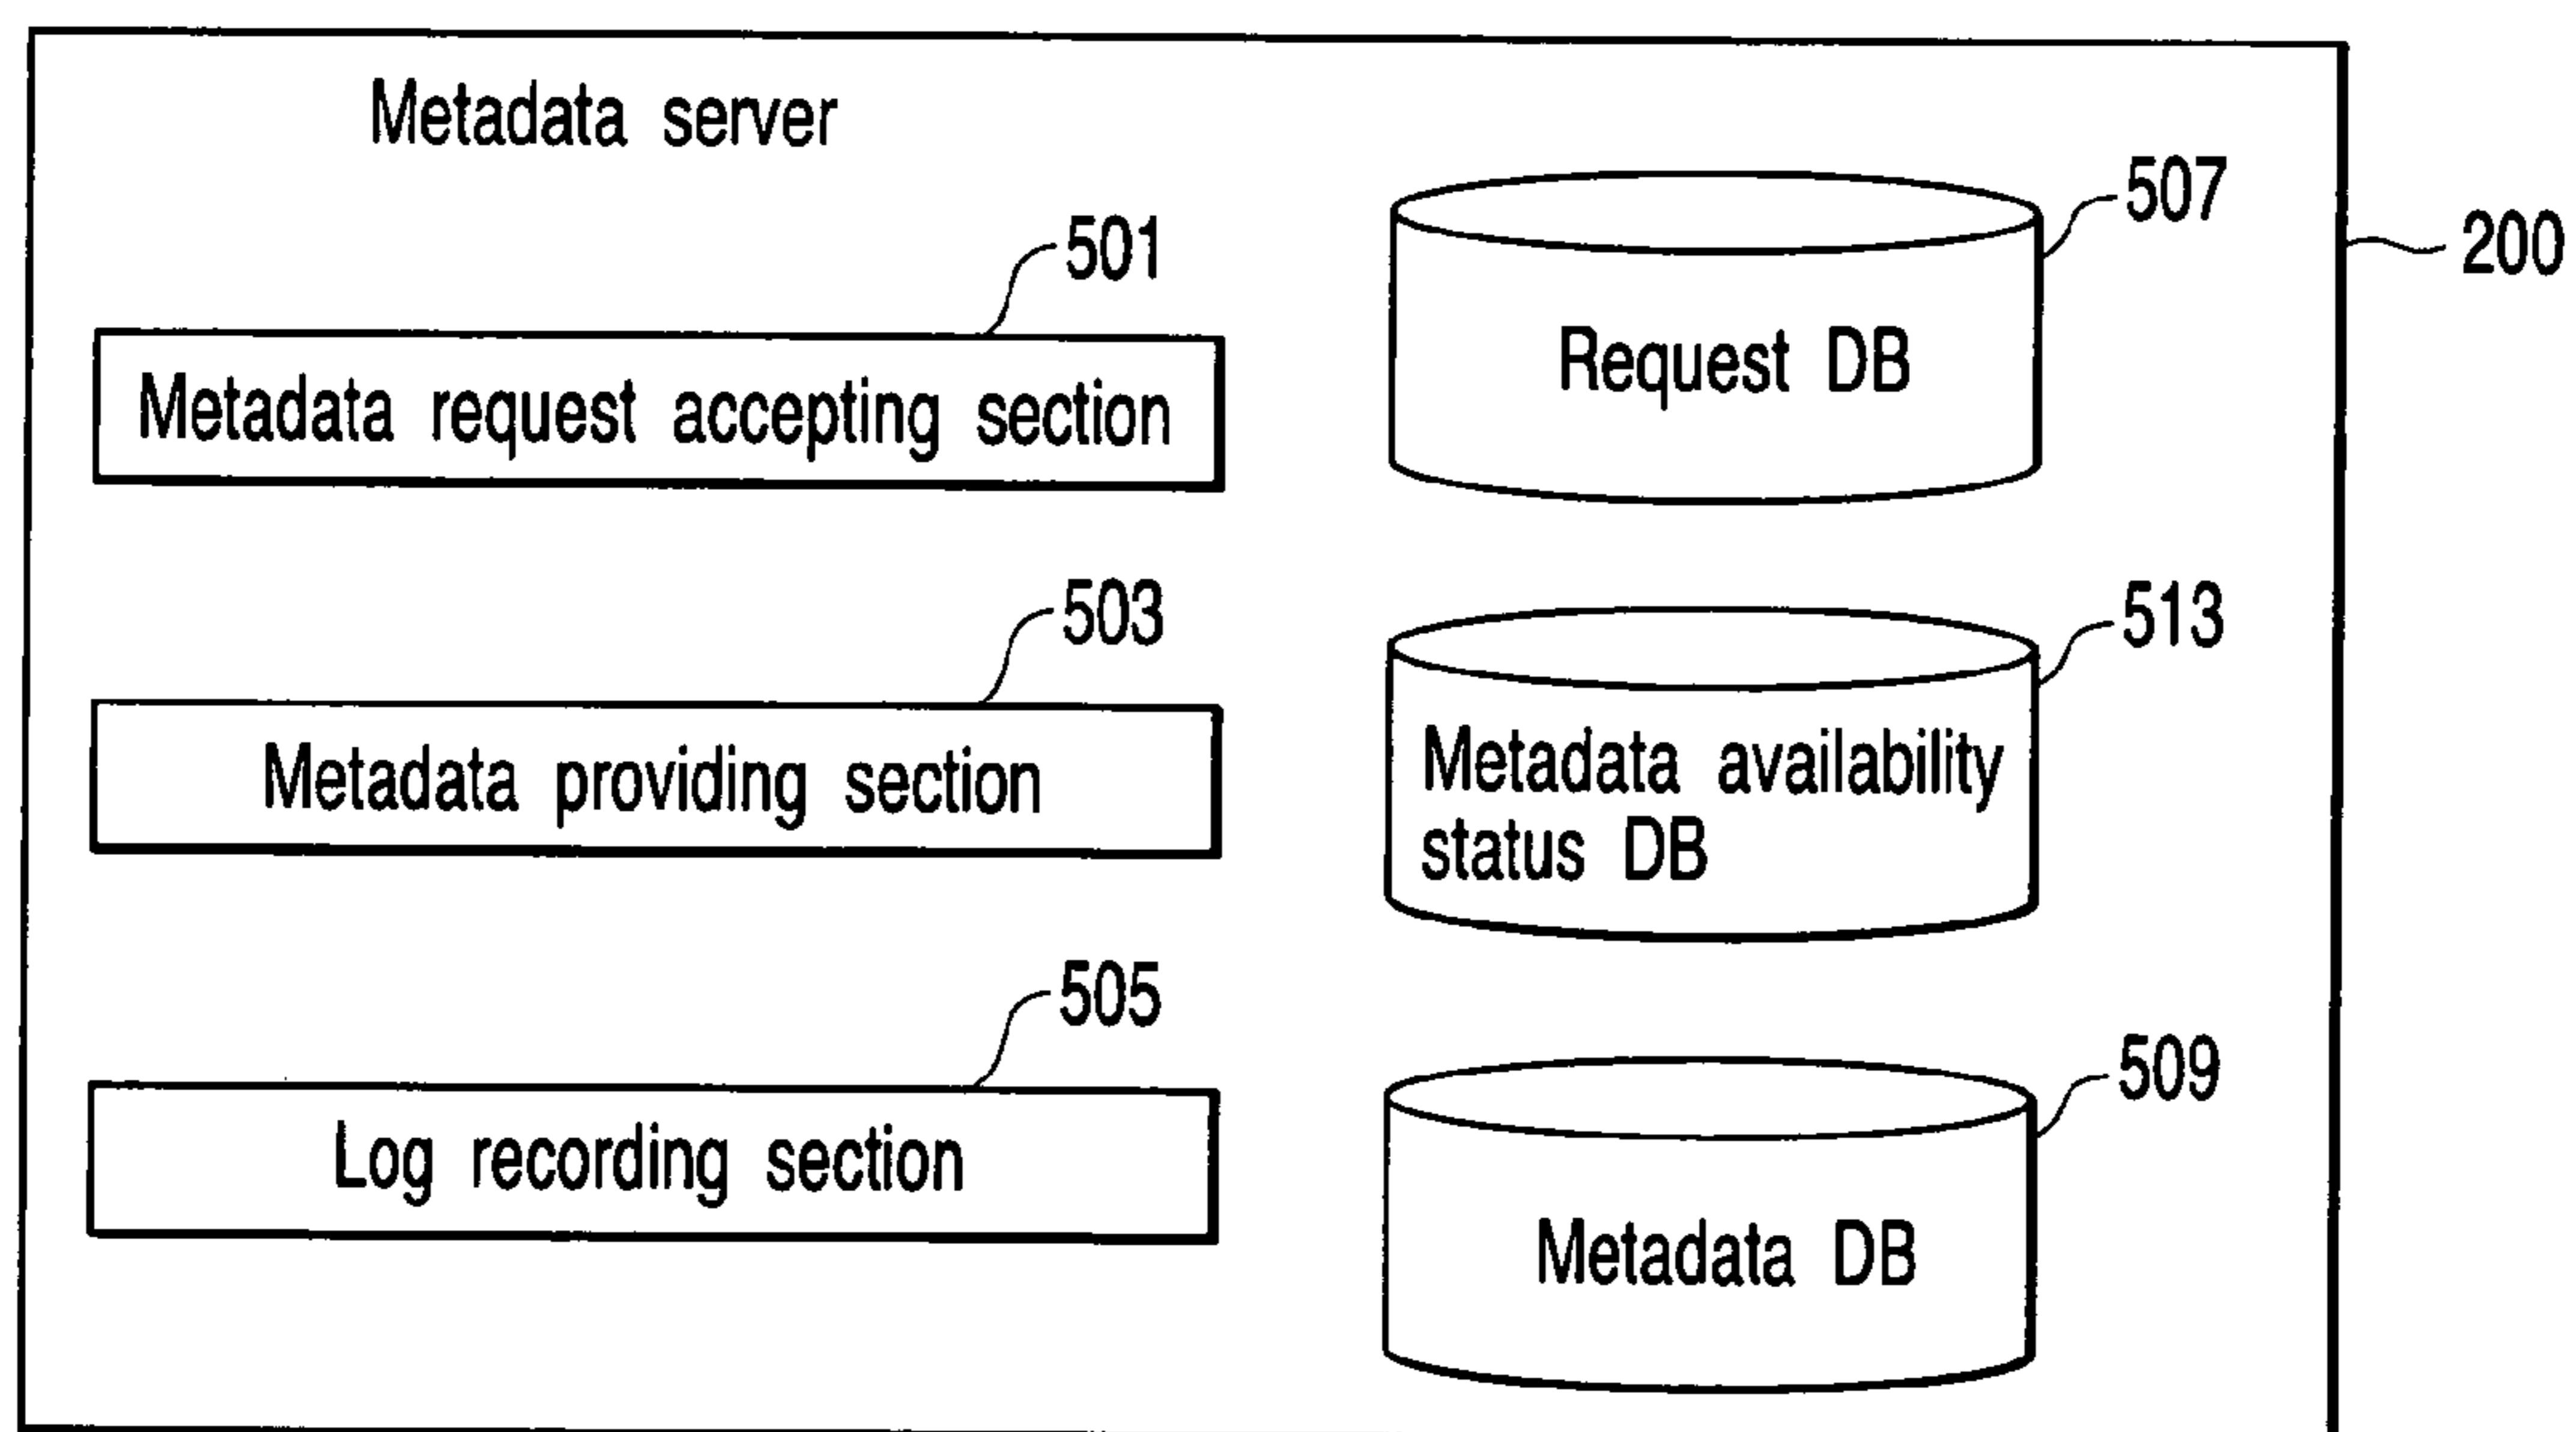 Metadata server
507
200
501
Request DB
Metadata request accepting section
503
513
Metadata availability
status DB
Metadata providing section
505
509
Log recording section
Metadata DB